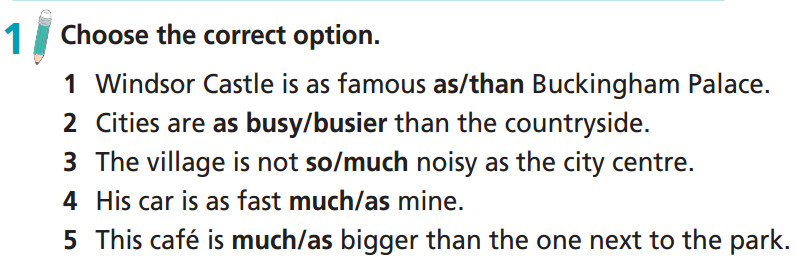 1 Choose the correct option.
1 Windsor Castle is as famous as/than Buckingham Palace.
2 Cities are as busy/busier than the countryside.
3 The village is not so/much noisy as the city centre.
4 His car is as fast much/as mine.
5 This café is much/as bigger than the one next to the park.